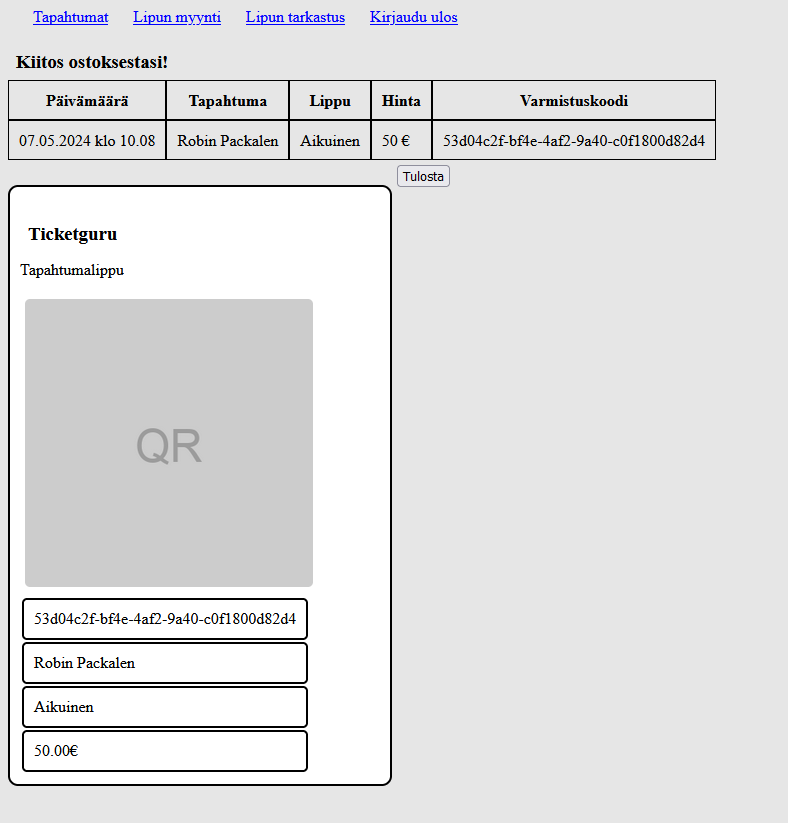 Tapahtumat Lipun myynti Lipun tarkastus Kirjaudu ulos
Kiitos ostoksestasi!
Päivämäärä Tapahtuma Lippu Hinta Varmistuskoodi
07.05.2024 klo 10.08 Robin Packalen Aikuinen 50 € 53d04c2f-bf4e-4af2-9a40-c0f1800d82d4
Tulosta
Ticketguru
Tapahtumalippu
QR
53d04c2f-bf4e-4af2-9a40-c0f1800d82d4
Robin Packalen
Aikuinen
50.00€